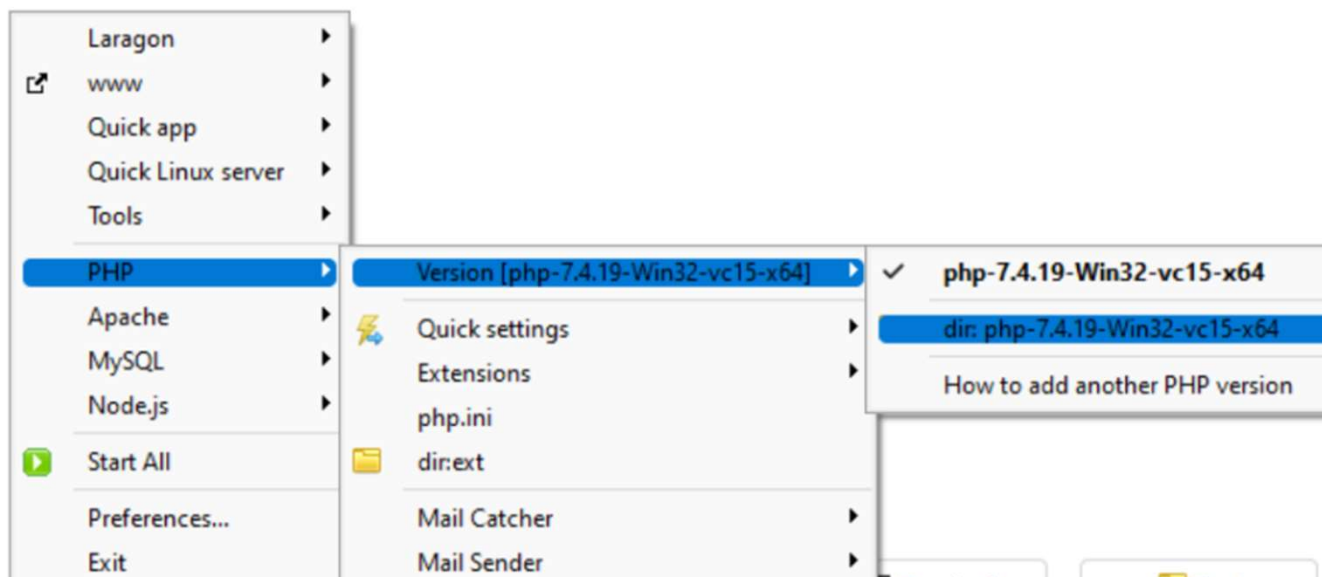 Laragon
www
Quick app
Quick Linux server
Tools
PHP
Apache
MySQL
Node.js
Start All
Preferences...
Exit
Version [php-7.4.19-Win32-vc15-x64]
Quick settings
Extensions
php.ini
dir:ext
Mail Catcher
Mail Sender
php-7.4.19-Win32-vc15-x64
dir: php-7.4.19-Win32-vc15-x64
How to add another PHP version